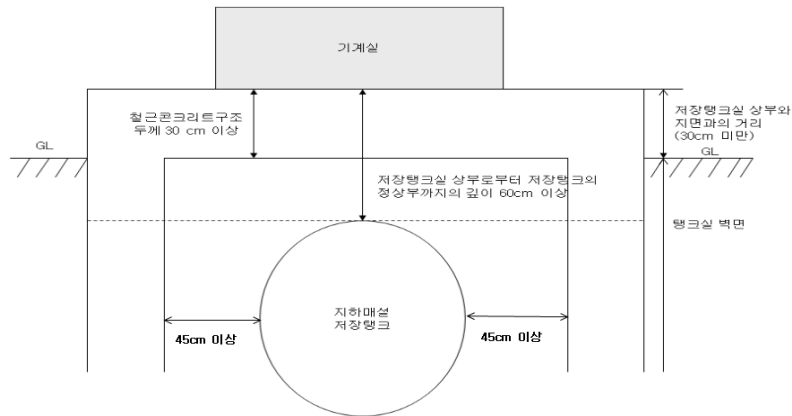 기계실
철근콘크리트구조
두께 30 cm 이상
저장탱크실 상부와
지면과의 거리
(30cm 미만)
GL
GL
저장탱크실 상부로부터 저장탱크의
정상부까지의 깊이 60cm 이상
탱크실 벽면
지하매설
저장탱크
45cm 이상
45cm 이상